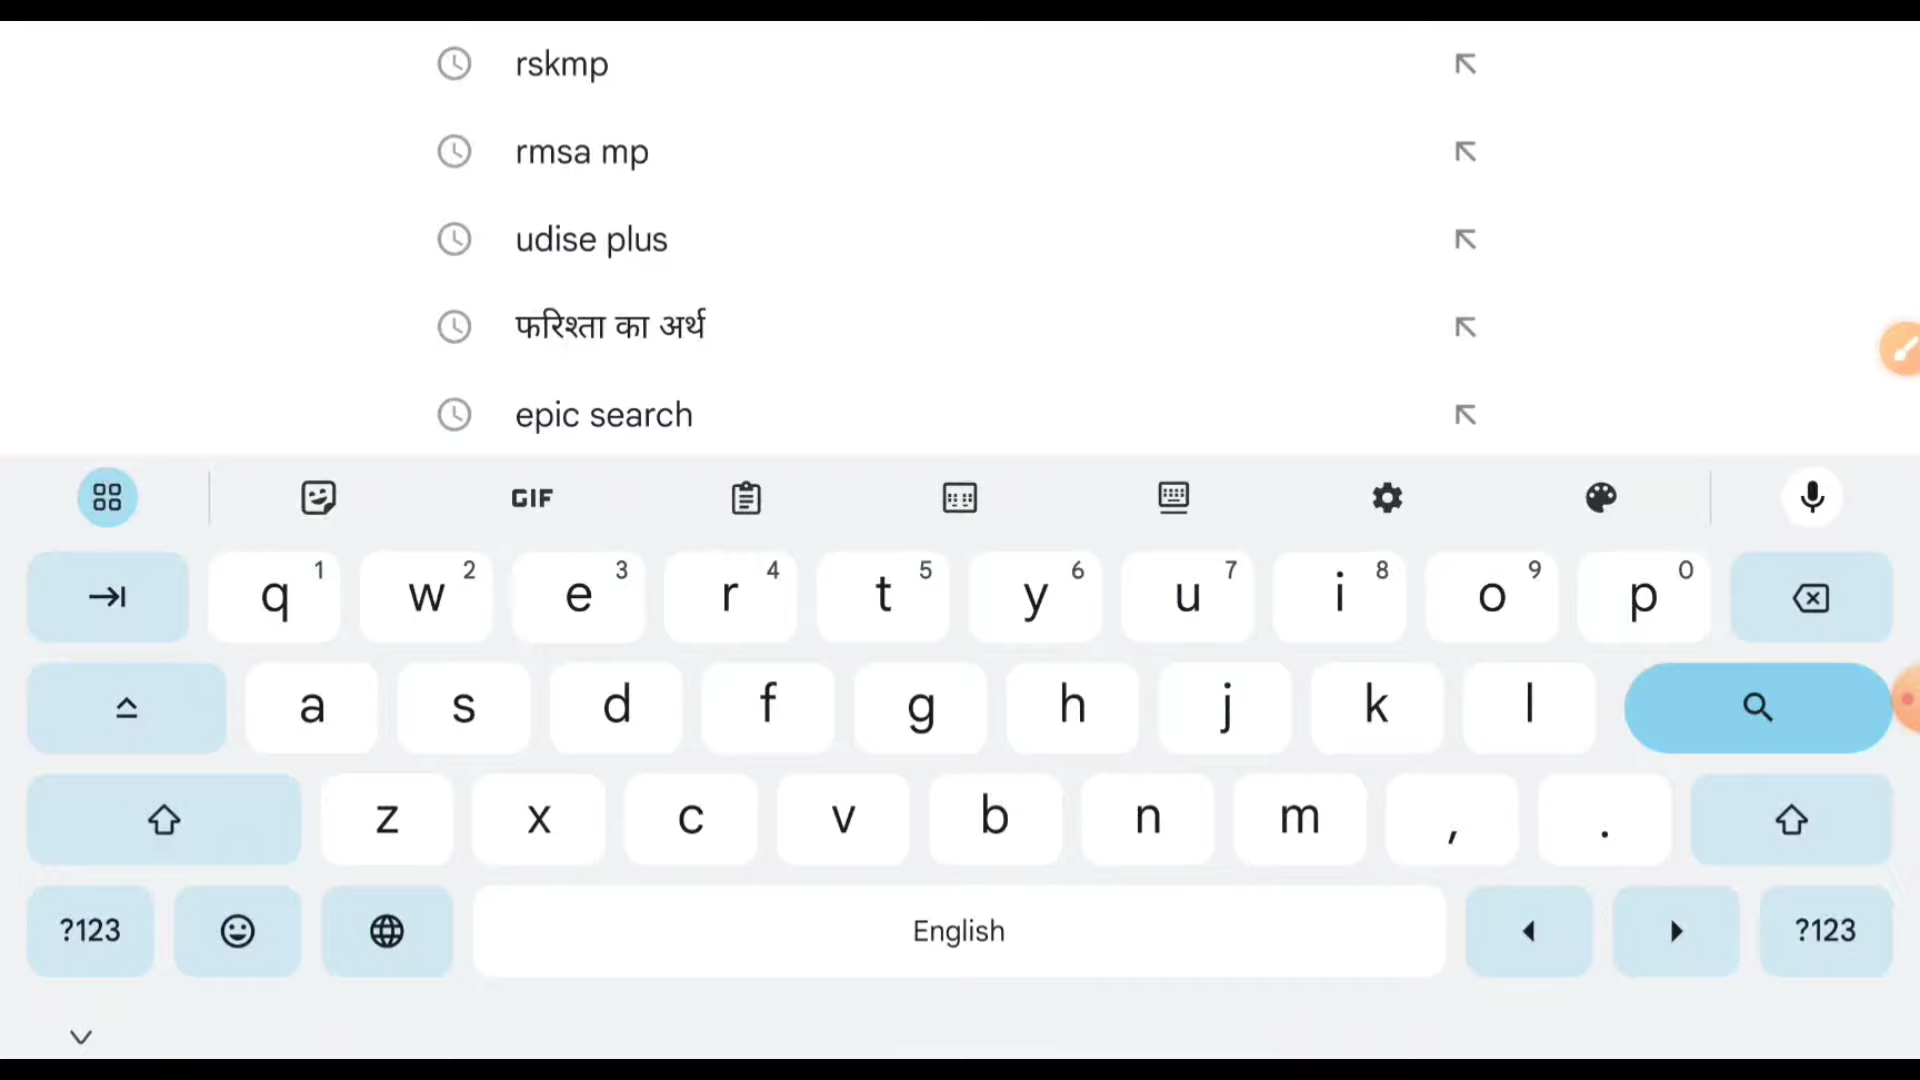 rskmp
rmsa mp
udise plus
फरिश्ता का अर्थ
epic search
GIF
q 1 w 2 e 3 r 4 t 5 y 6 u 7 i 8 o 9 p 0
a s d f g h j k l
z x c v b n m , .
?123 English ?123